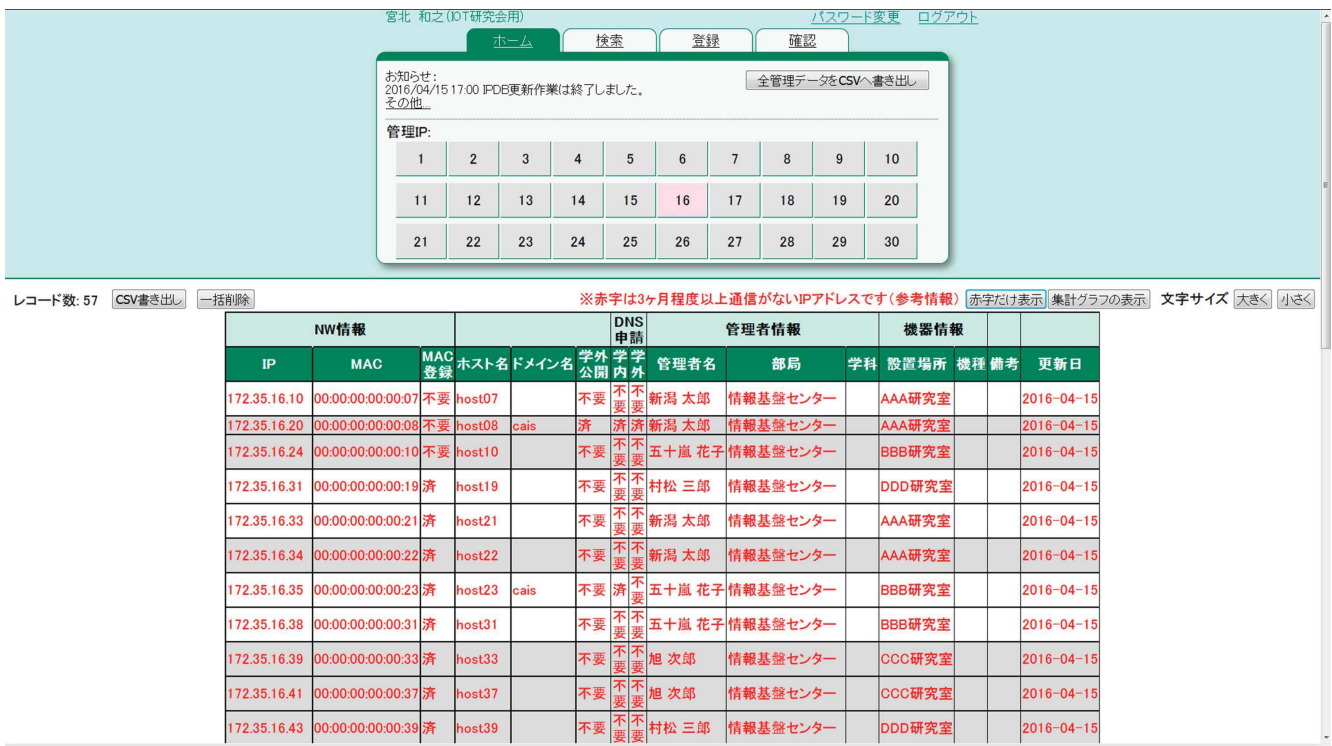 宮北 和之(IOT研究会用) パスワード変更 ログアウト
ホーム 検索 登録 確認
お知らせ: 全管理データをCSVへ書き出し
2016/04/15 17:00 IPDB更新作業は終了しました。
その他...
管理IP:
1 2 3 4 5 6 7 8 9 10
11 12 13 14 15 16 17 18 19 20
21 22 23 24 25 26 27 28 29 30
レコード数: 57 CSV書き出し 一括削除 ※赤字は3ヶ月程度以上通信がないIPアドレスです(参考情報) 赤字だけ表示 集計グラフの表示 文字サイズ 大きく 小さく
NW情報 DNS申請 管理者情報 機器情報
IP MAC MAC登録 ホスト名 ドメイン名 学外公開 学内 学外 管理者名 部局 学科 設置場所 機種 備考 更新日
172.35.16.10 00:00:00:00:00:07 不要 host07 不要 不要 不要 新潟 太郎 情報基盤センター AAA研究室 2016-04-15
172.35.16.20 00:00:00:00:00:08 不要 host08 cais 済 済 済 新潟 太郎 情報基盤センター AAA研究室 2016-04-15
172.35.16.24 00:00:00:00:00:10 不要 host10 不要 不要 不要 五十嵐 花子 情報基盤センター BBB研究室 2016-04-15
172.35.16.31 00:00:00:00:00:19 済 host19 不要 不要 不要 村松 三郎 情報基盤センター DDD研究室 2016-04-15
172.35.16.33 00:00:00:00:00:21 済 host21 不要 不要 不要 新潟 太郎 情報基盤センター AAA研究室 2016-04-15
172.35.16.34 00:00:00:00:00:22 済 host22 不要 不要 不要 新潟 太郎 情報基盤センター AAA研究室 2016-04-15
172.35.16.35 00:00:00:00:00:23 済 host23 cais 不要 済 不要 五十嵐 花子 情報基盤センター BBB研究室 2016-04-15
172.35.16.38 00:00:00:00:00:31 済 host31 不要 不要 不要 五十嵐 花子 情報基盤センター BBB研究室 2016-04-15
172.35.16.39 00:00:00:00:00:33 済 host33 不要 不要 不要 旭 次郎 情報基盤センター CCC研究室 2016-04-15
172.35.16.41 00:00:00:00:00:37 済 host37 不要 不要 不要 旭 次郎 情報基盤センター CCC研究室 2016-04-15
172.35.16.43 00:00:00:00:00:39 済 host39 不要 不要 不要 村松 三郎 情報基盤センター DDD研究室 2016-04-15